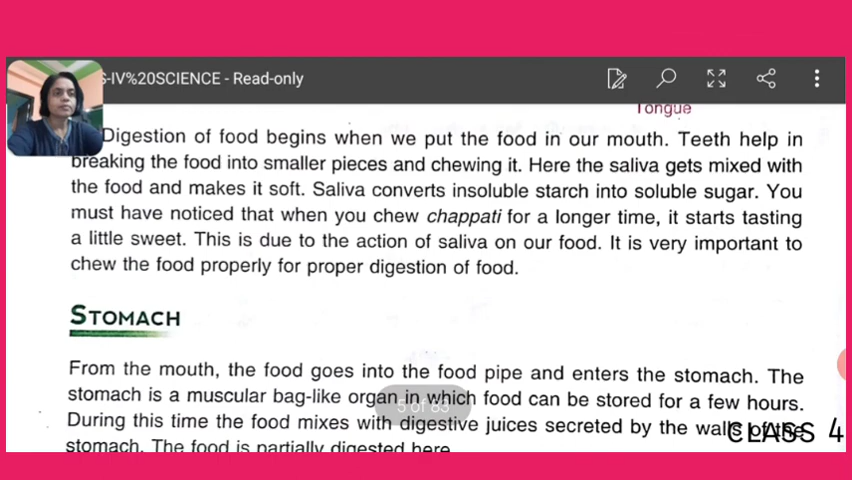 S-IV%20SCIENCE - Read-only
Tongue
Digestion of food begins when we put the food in our mouth. Teeth help in
breaking the food into smaller pieces and chewing it. Here the saliva gets mixed with
the food and makes it soft. Saliva converts insoluble starch into soluble sugar. You
must have noticed that when you chew chappati for a longer time, it starts tasting
a little sweet. This is due to the action of saliva on our food. It is very important to
chew the food properly for proper digestion of food.
STOMACH
From the mouth, the food goes into the food pipe and enters the stomach. The
stomach is a muscular bag-like organ in which food can be stored for a few hours.
5 of 83
During this time the food mixes with digestive juices secreted by the walls of the
CLASS 4
stomach. The food is partially digested here.